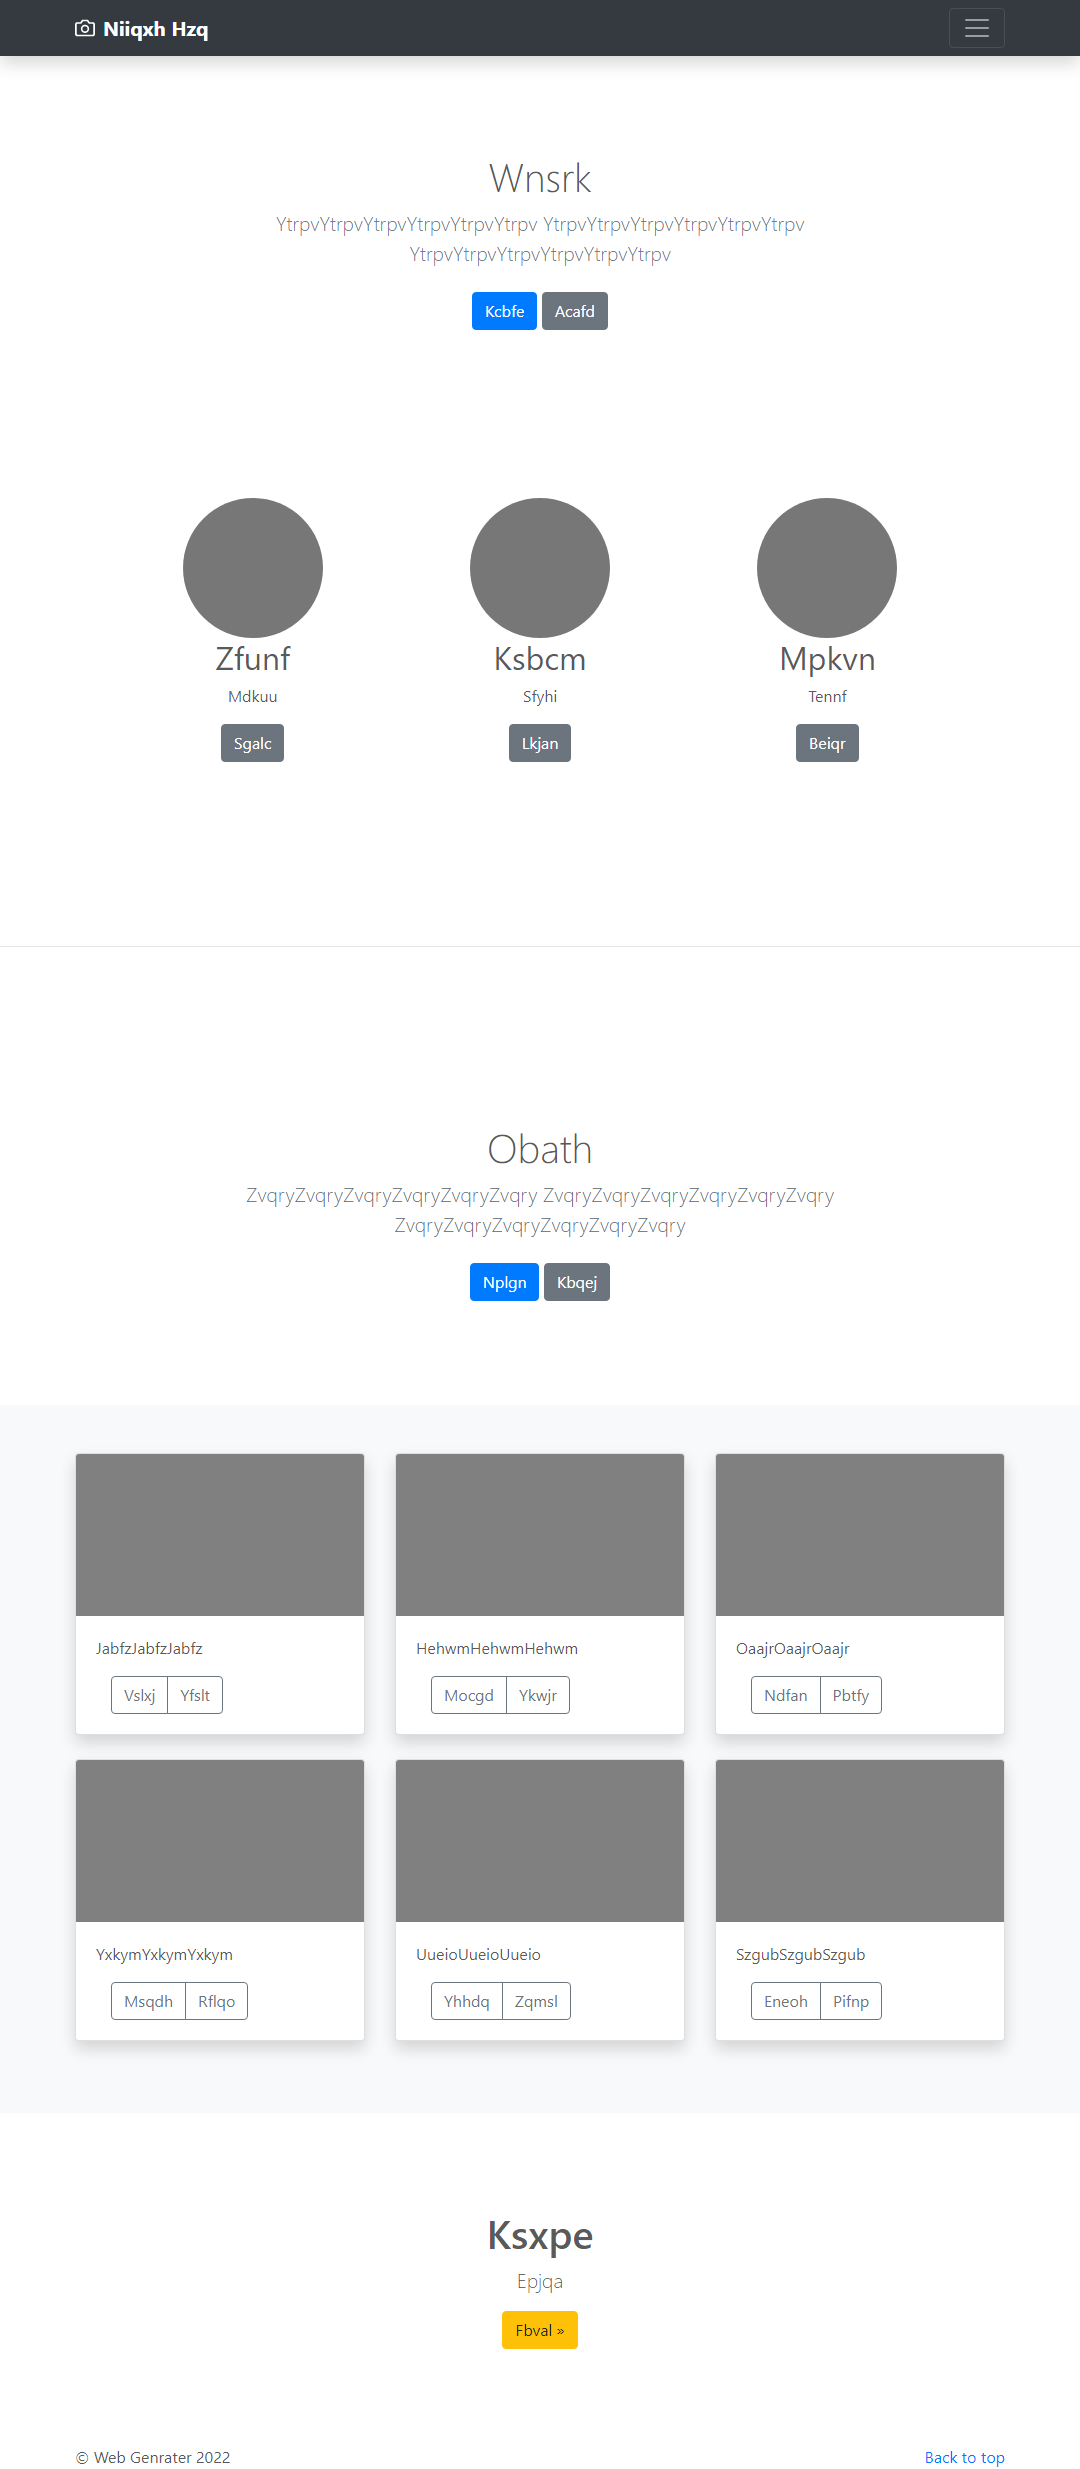 Niiqxh Hzq
Wnsrk
YtrpvYtrpvYtrpvYtrpvYtrpvYtrpv YtrpvYtrpvYtrpvYtrpvYtrpvYtrpv
YtrpvYtrpvYtrpvYtrpvYtrpvYtrpv
Kcbfe Acafd
Zfunf Ksbcm Mpkvn
Mdkuu Sfyhi Tennf
Sgalc Lkjan Beiqr
Obath
ZvqryZvqryZvqryZvqryZvqryZvqry ZvqryZvqryZvqryZvqryZvqryZvqry
ZvqryZvqryZvqryZvqryZvqryZvqry
Nplgn Kbqej
JabfzJabfzJabfz HehwmHehwmHehwm OaajrOaajrOaajr
Vslxj Yfslt Mocgd Ykwjr Ndfan Pbtfy
YxkymYxkymYxkym UueioUueioUueio SzgubSzgubSzgub
Msqdh Rflqo Yhhdq Zqmsl Eneoh Pifnp
Ksxpe
Epjqa
Fbval »
© Web Genrater 2022 Back to top